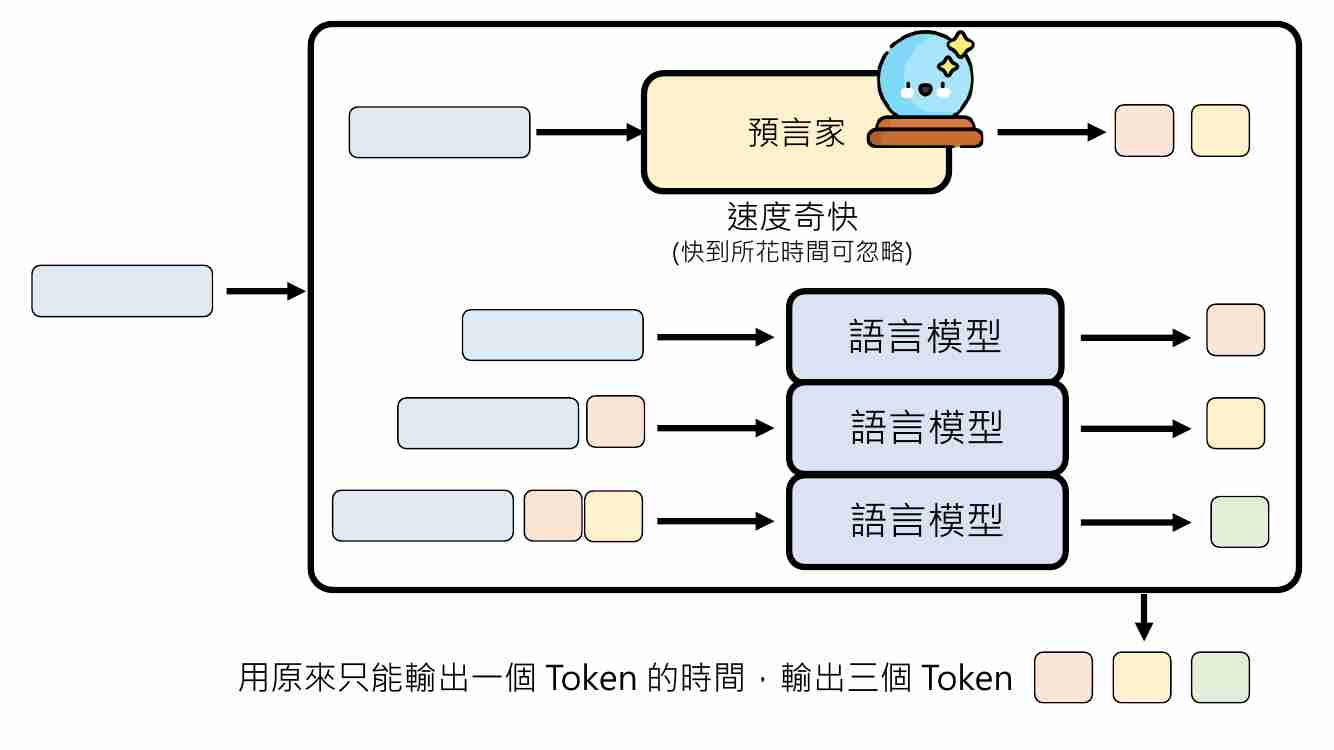 預言家
速度奇快
(快到所花時間可忽略)
語言模型
語言模型
語言模型
用原來只能輸出一個 Token 的時間，輸出三個 Token